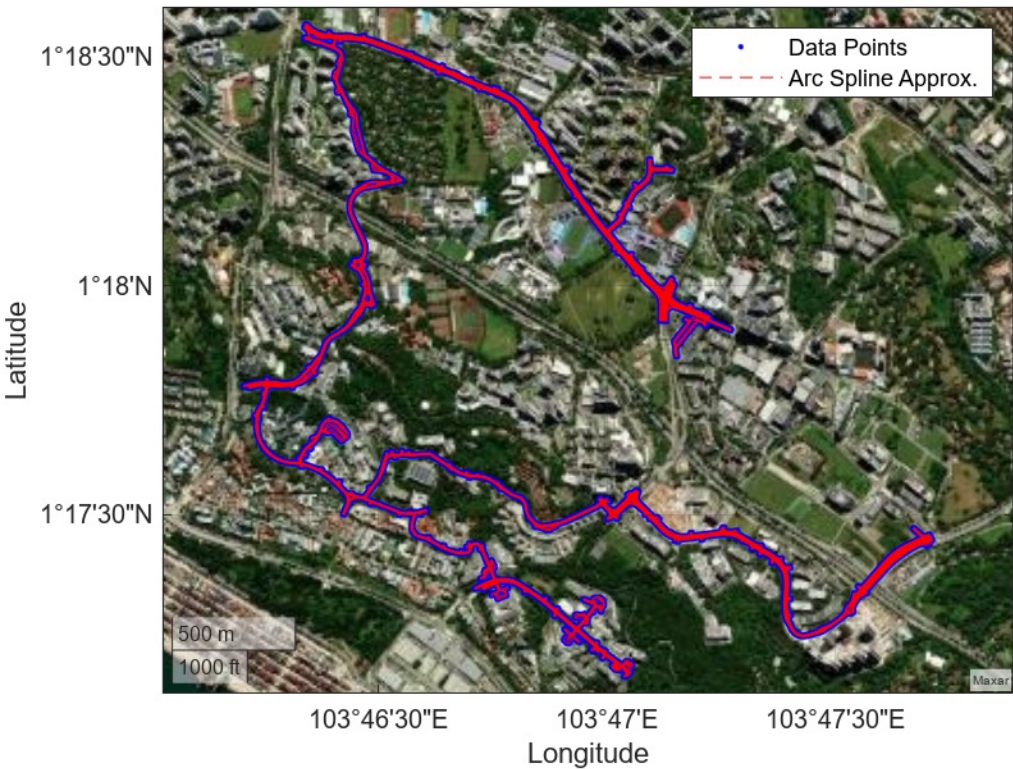 1°18'30"N
Data Points
Arc Spline Approx.
1°18'N
Latitude
1°17'30"N
500 m
1000 ft
Maxar
103°46'30"E
103°47'E
103°47'30"E
Longitude